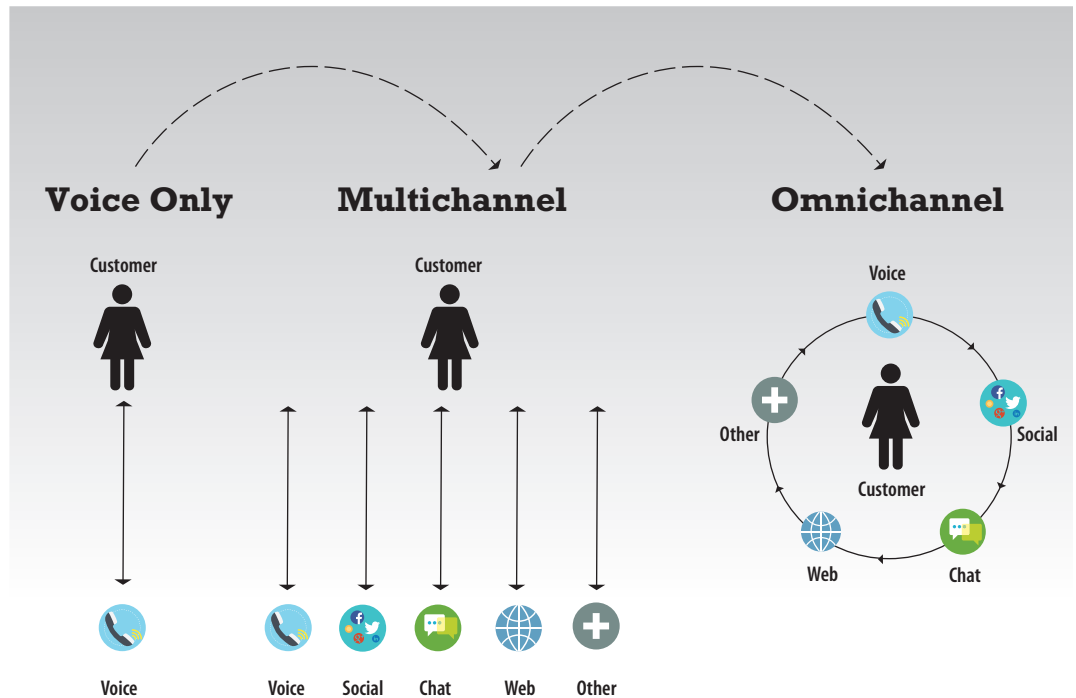 Voice Only
Multichannel
Omnichannel
Customer
Customer
Voice
Other
Social
Customer
Web
Chat
Voice
Voice
Social
Chat
Web
Other